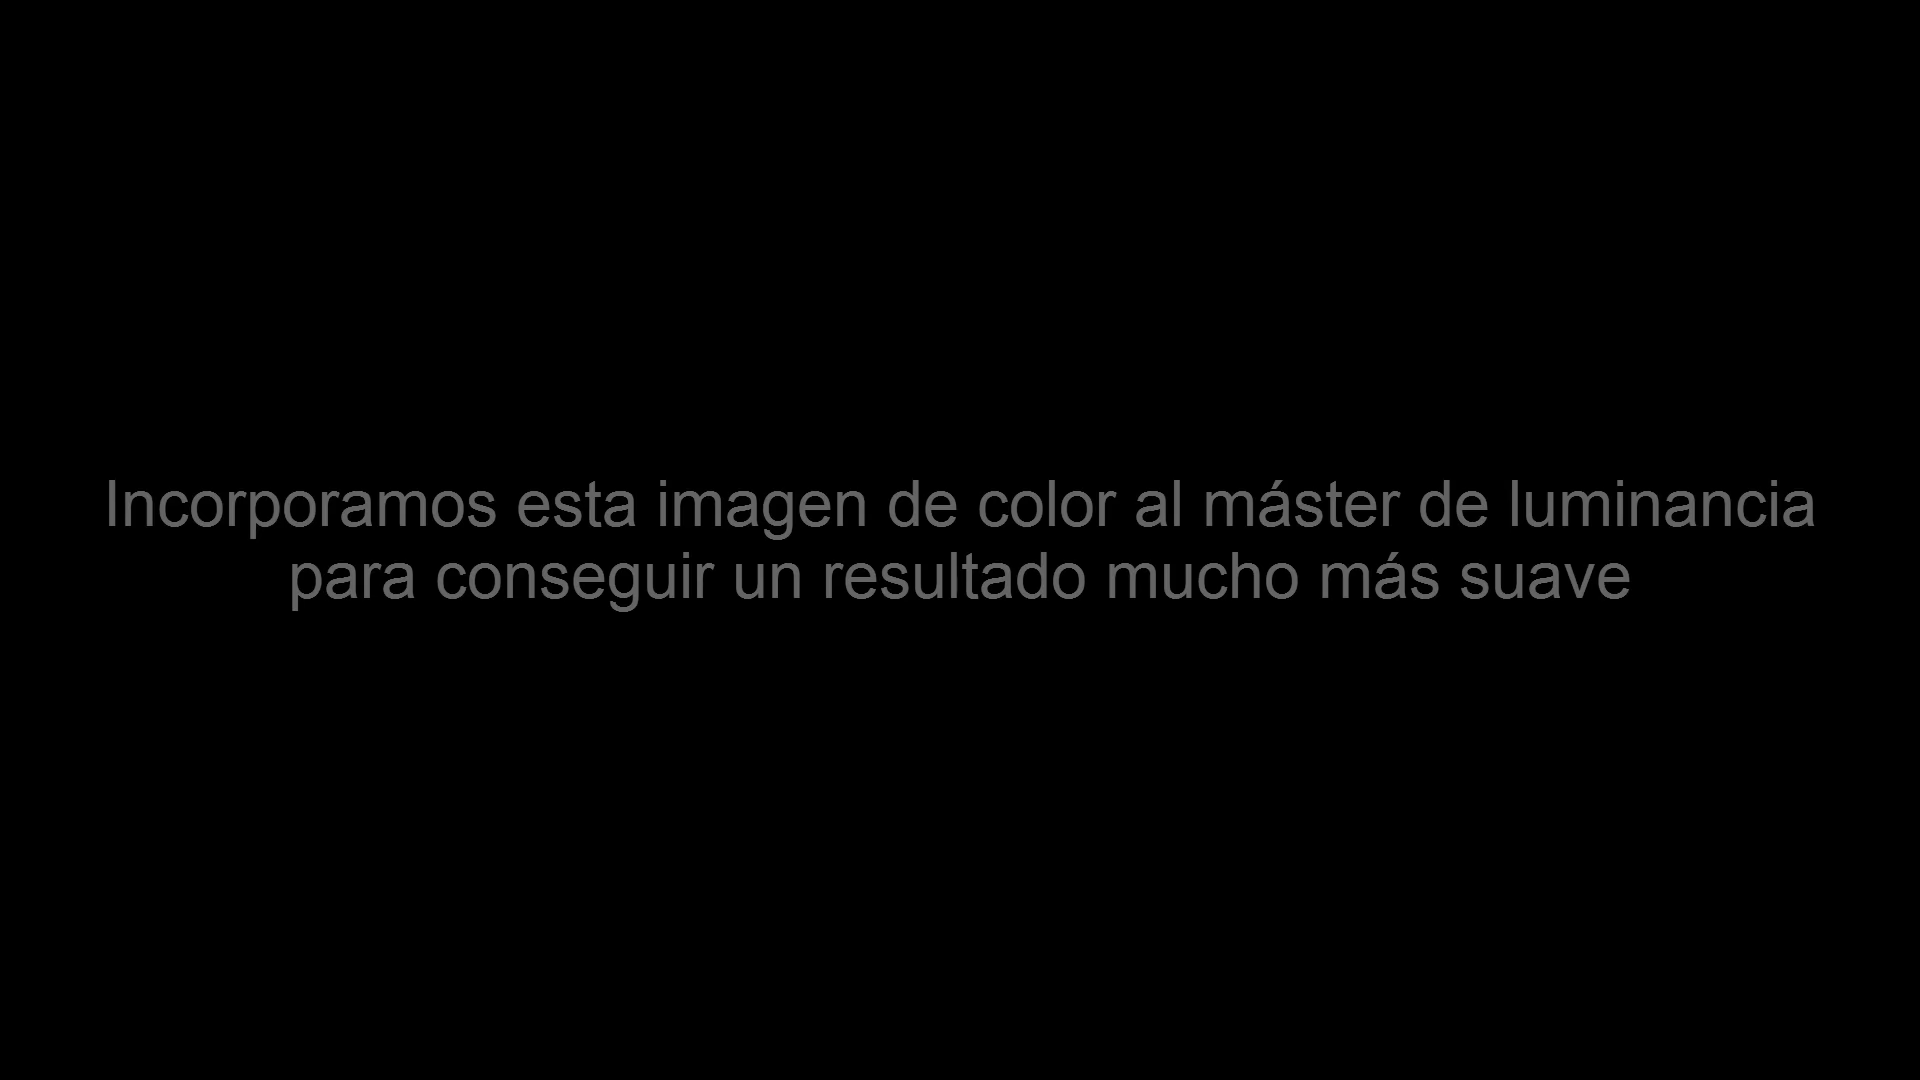 Incorporamos esta imagen de color al máster de luminancia
para conseguir un resultado mucho más suave